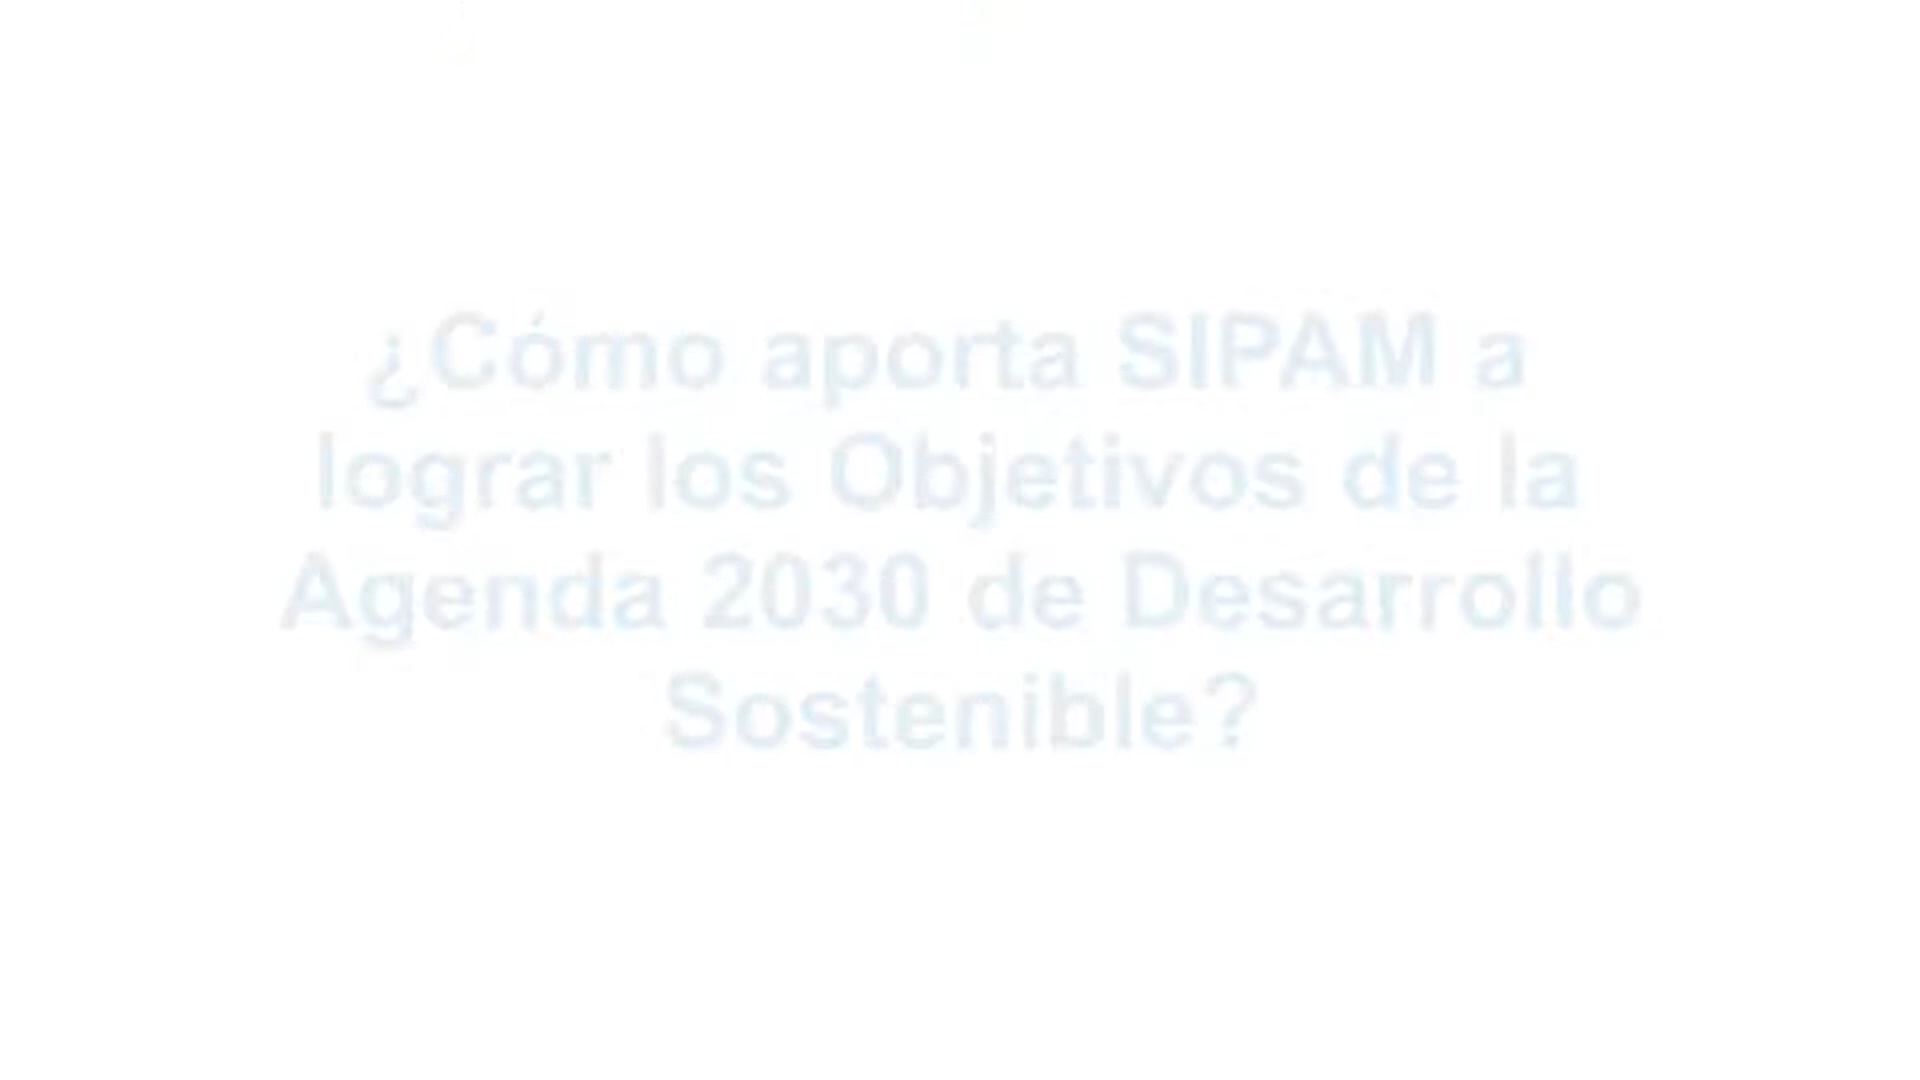 ¿Cómo aporta SIPAM a
lograr los Objetivos de la
Agenda 2030 de Desarrollo
Sostenible?